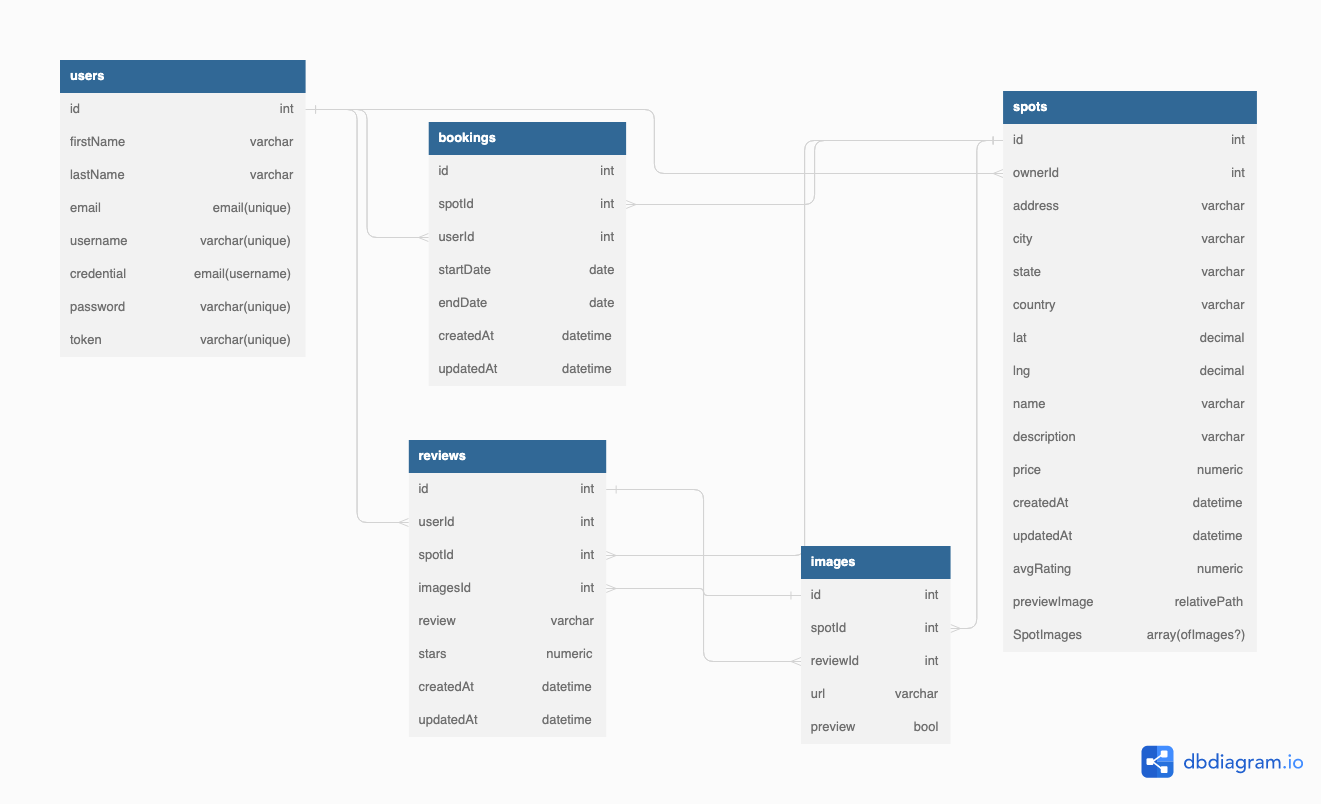 users
id int
firstName varchar
lastName varchar
email email(unique)
username varchar(unique)
credential email(username)
password varchar(unique)
token varchar(unique)
bookings
id int
spotId int
userId int
startDate date
endDate date
createdAt datetime
updatedAt datetime
spots
id int
ownerId int
address varchar
city varchar
state varchar
country varchar
lat decimal
lng decimal
name varchar
description varchar
price numeric
createdAt datetime
updatedAt datetime
avgRating numeric
previewImage relativePath
SpotImages array(ofImages?)
reviews
id int
userId int
spotId int
imagesId int
review varchar
stars numeric
createdAt datetime
updatedAt datetime
images
id int
spotId int
reviewId int
url varchar
preview bool
dbdiagram.io